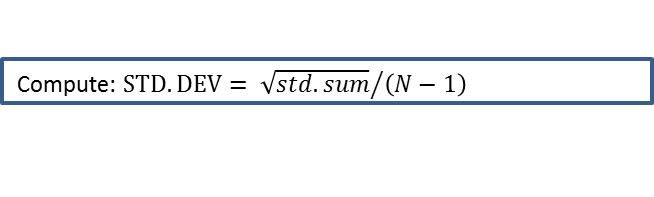 Compute: STD. DEV = √std. sum/(N − 1)